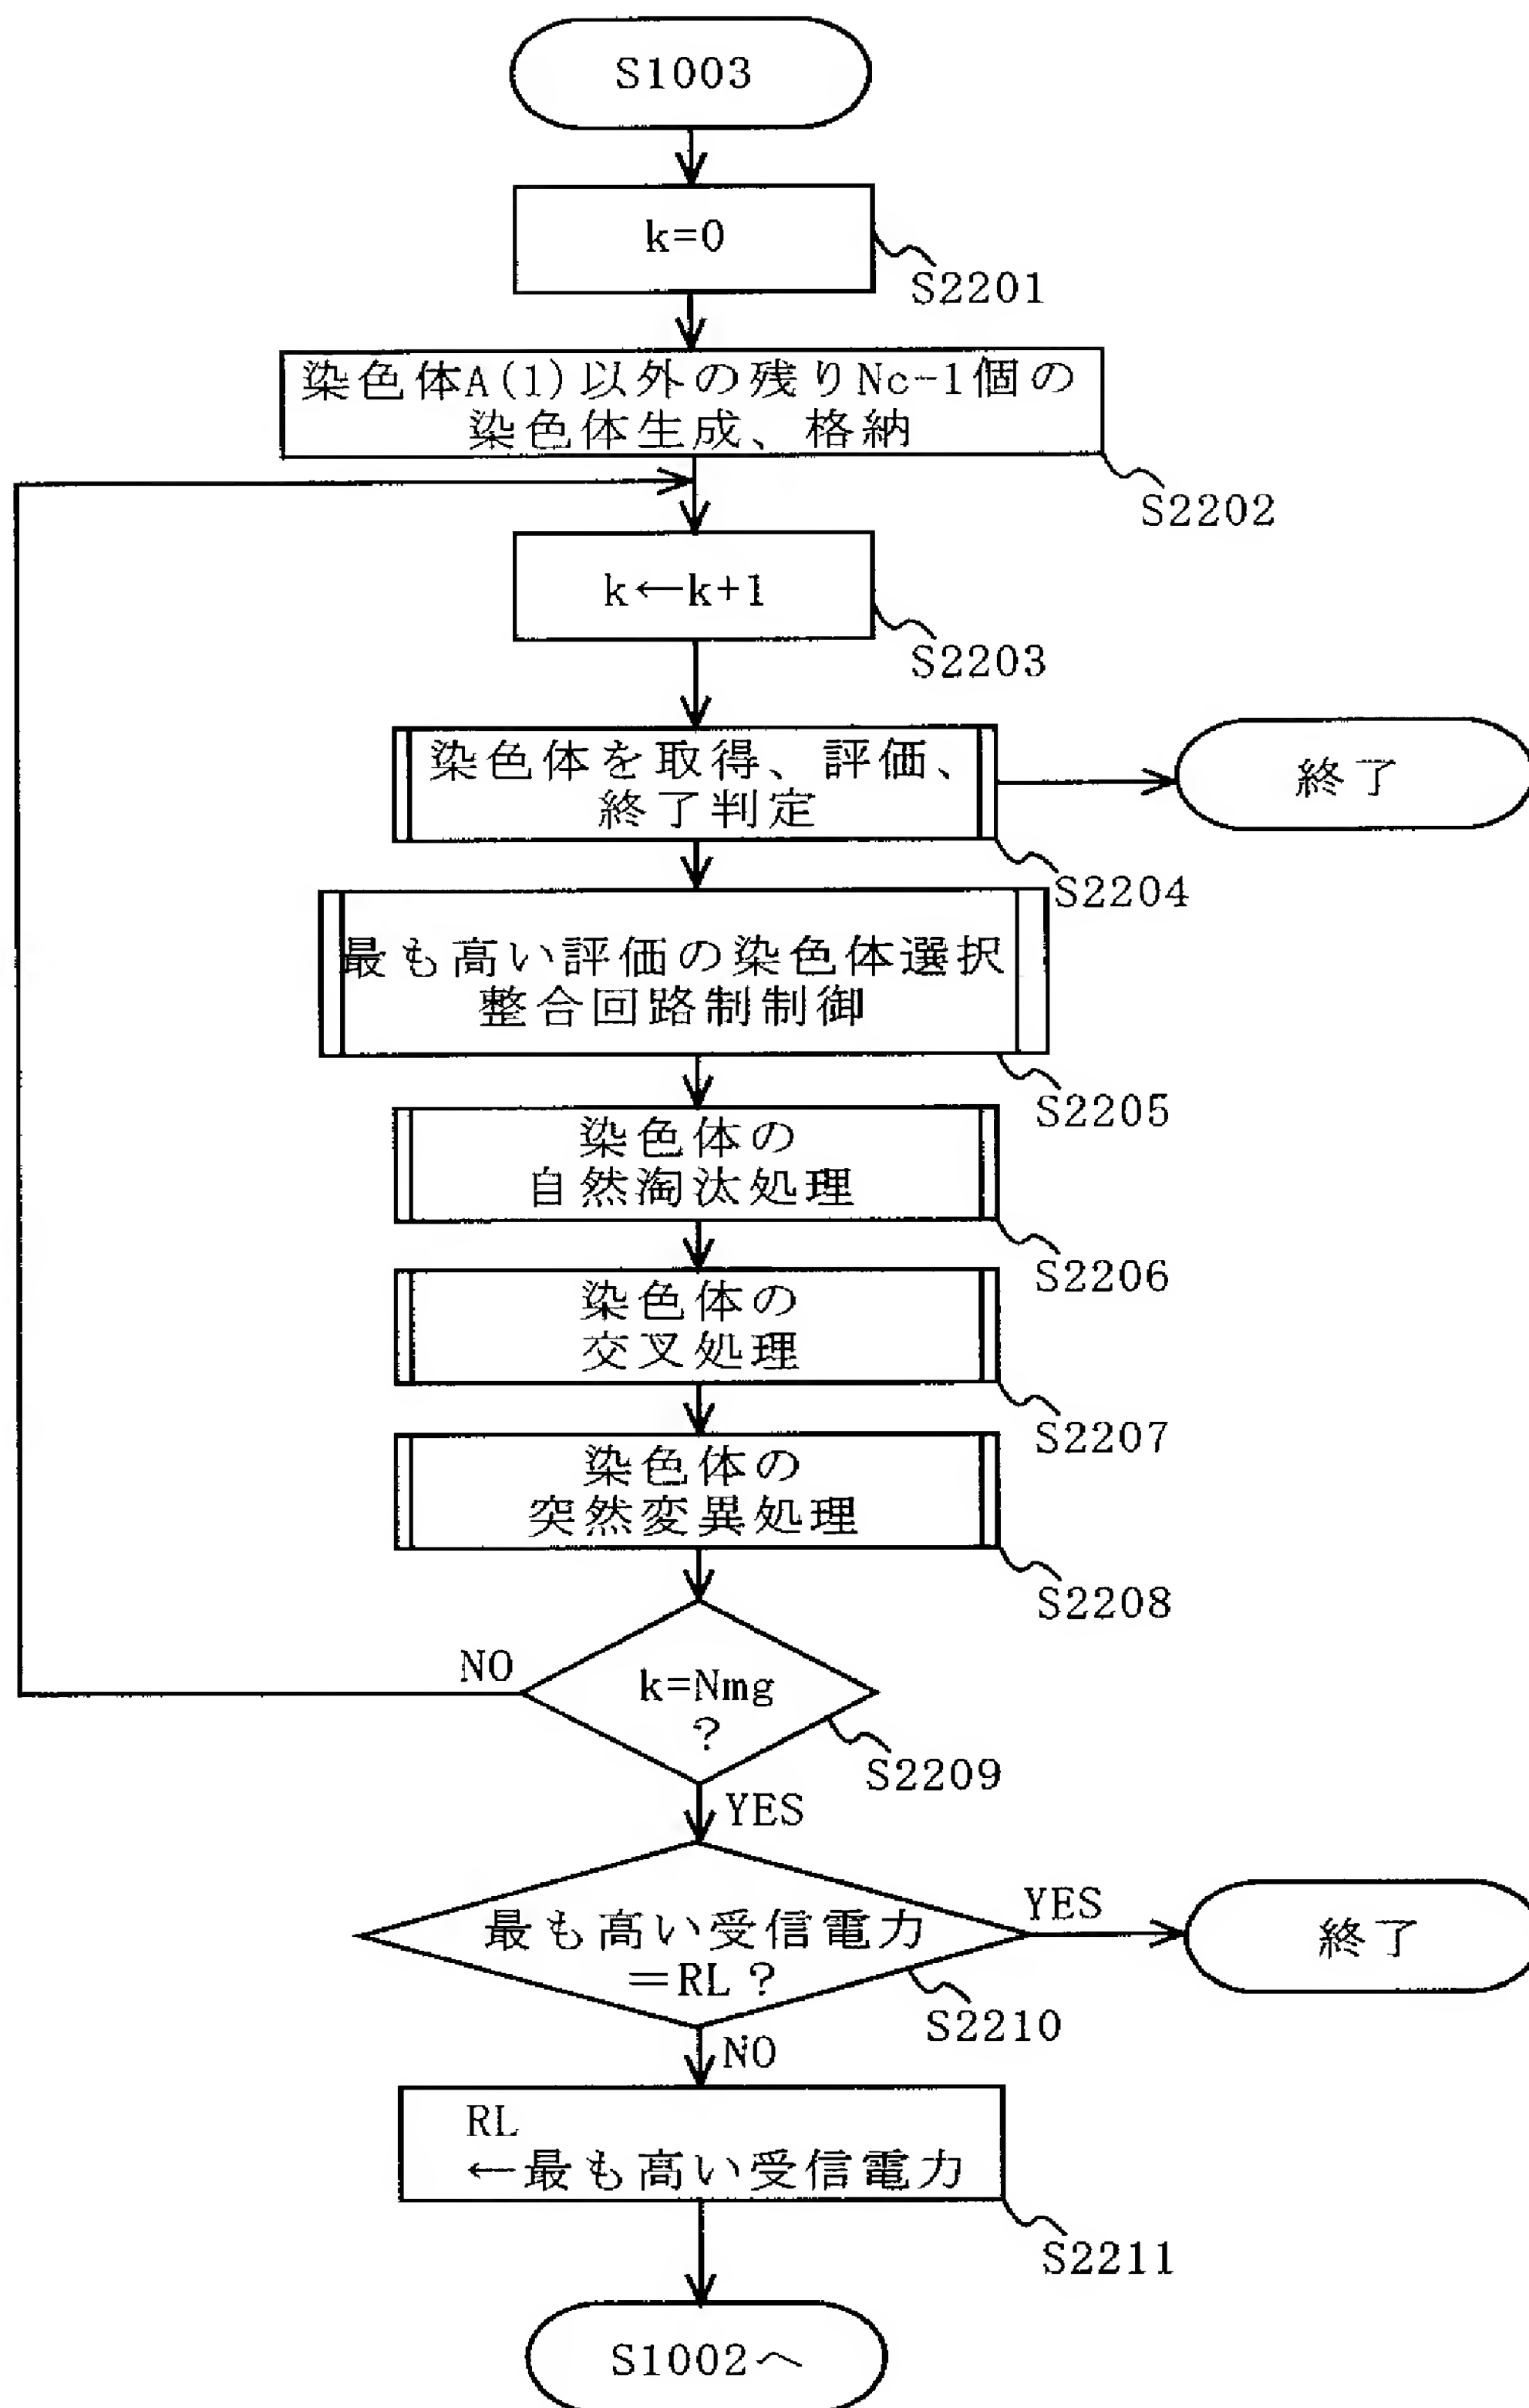 S1003
k=0
S2201
染色体A(1)以外の残りNc-1個の
染色体生成、格納
S2202
k←k+1
S2203
染色体を取得、評価、
終了判定
終了
S2204
最も高い評価の染色体選択
整合回路制制御
S2205
染色体の
自然淘汰処理
S2206
染色体の
交叉処理
S2207
染色体の
突然変異処理
S2208
NO
k=Nmg
?
S2209
YES
最も高い受信電力
=RL?
YES
終了
S2210
NO
RL
←最も高い受信電力
S2211
S1002へ